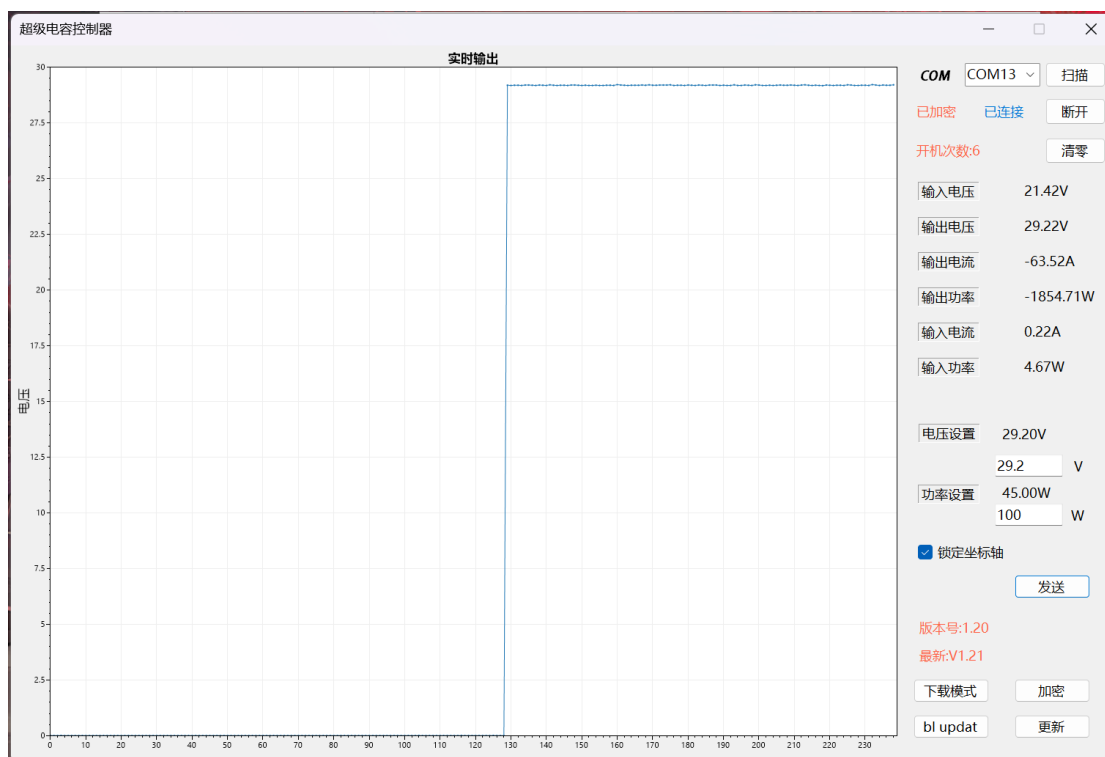 超级电容控制器
实时输出
30
27.5
25
22.5
20
17.5
15
12.5
10
7.5
5
2.5
0
电压
0 10 20 30 40 50 60 70 80 90 100 110 120 130 140 150 160 170 180 190 200 210 220 230
COM COM13 扫描
已加密 已连接 断开
开机次数:6 清零
输入电压 21.42V
输出电压 29.22V
输出电流 -63.52A
输出功率 -1854.71W
输入电流 0.22A
输入功率 4.67W
电压设置 29.20V
29.2 V
功率设置 45.00W
100 W
锁定坐标轴
发送
版本号:1.20
最新:V1.21
下载模式 加密
bl updat 更新